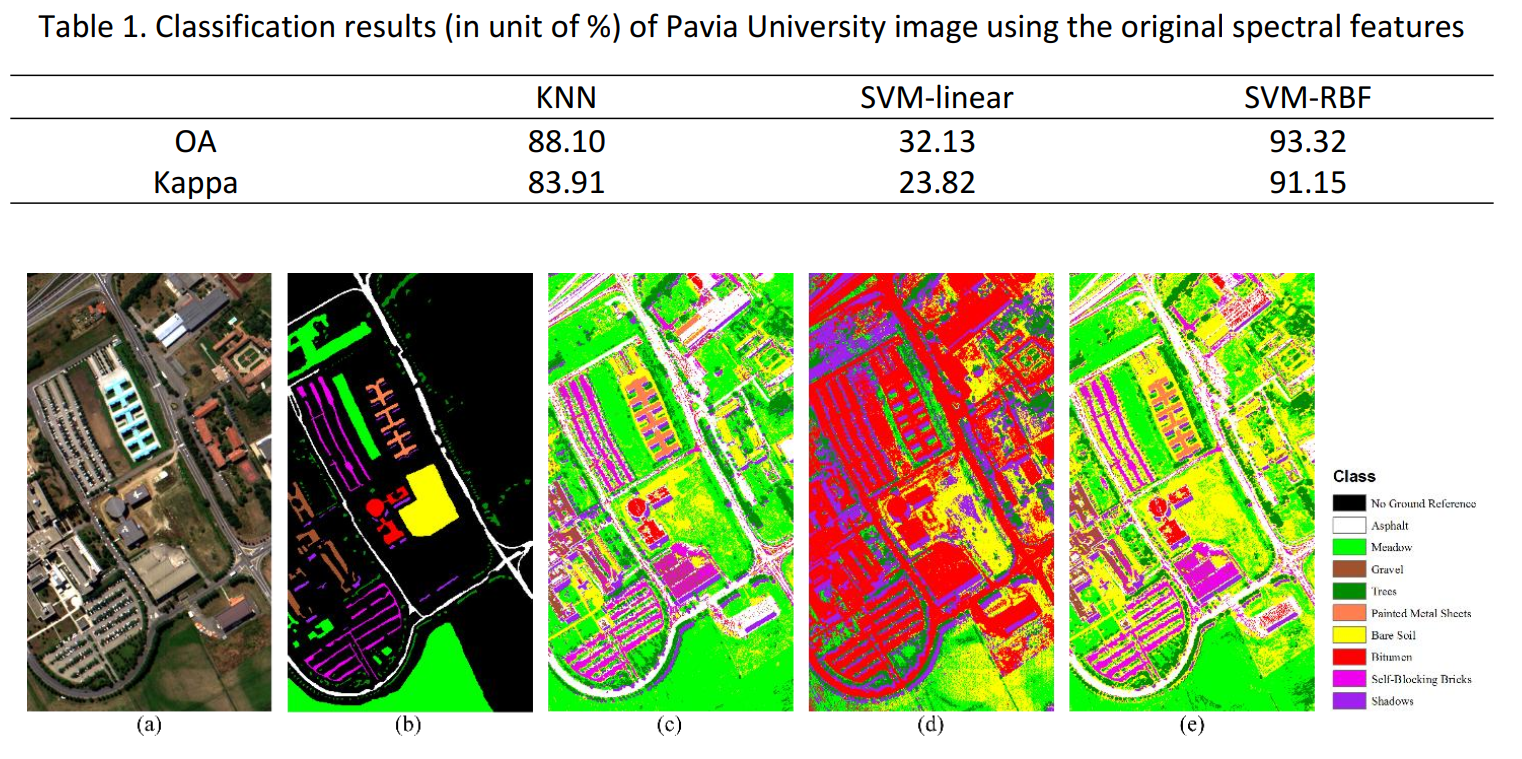 Table 1. Classification results (in unit of %) of Pavia University image using the original spectral features
KNN SVM-linear SVM-RBF
OA 88.10 32.13 93.32
Kappa 83.91 23.82 91.15
Class
No Ground Reference
Asphalt
Meadow
Gravel
Trees
Painted Metal Sheets
Bare Soil
Bitumen
Self-Blocking Bricks
Shadows
(a) (b) (c) (d) (e)